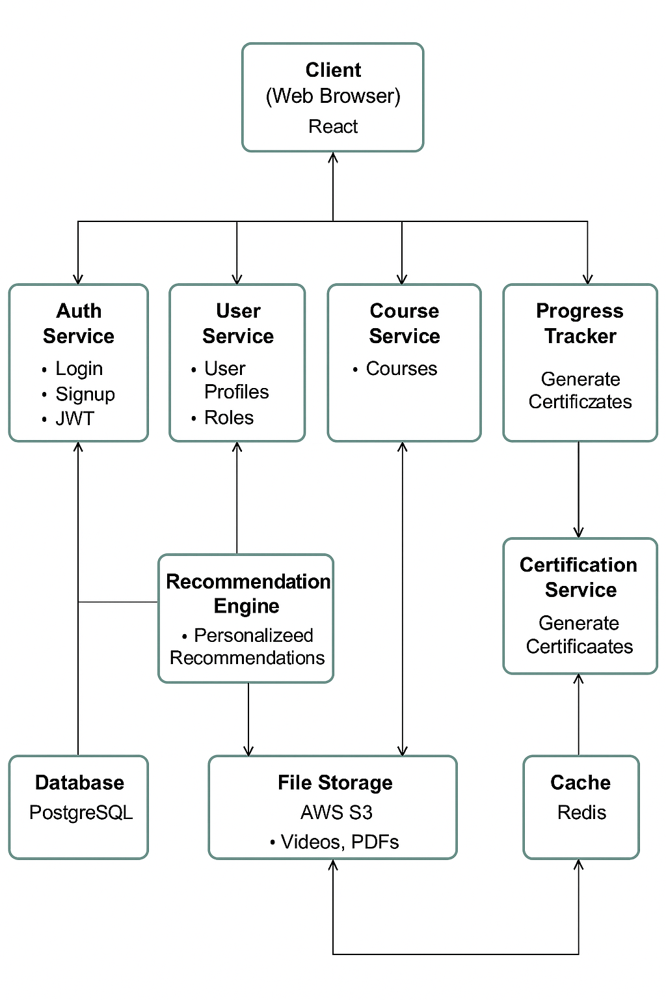 Client
(Web Browser)
React
Auth
Service
• Login
• Signup
• JWT
User
Service
• User
Profiles
• Roles
Course
Service
• Courses
Progress
Tracker
Generate
Certificzates
Recommendation
Engine
• Personalizeed
Recommendations
Certification
Service
Generate
Certificaates
Database
PostgreSQL
File Storage
AWS S3
• Videos, PDFs
Cache
Redis